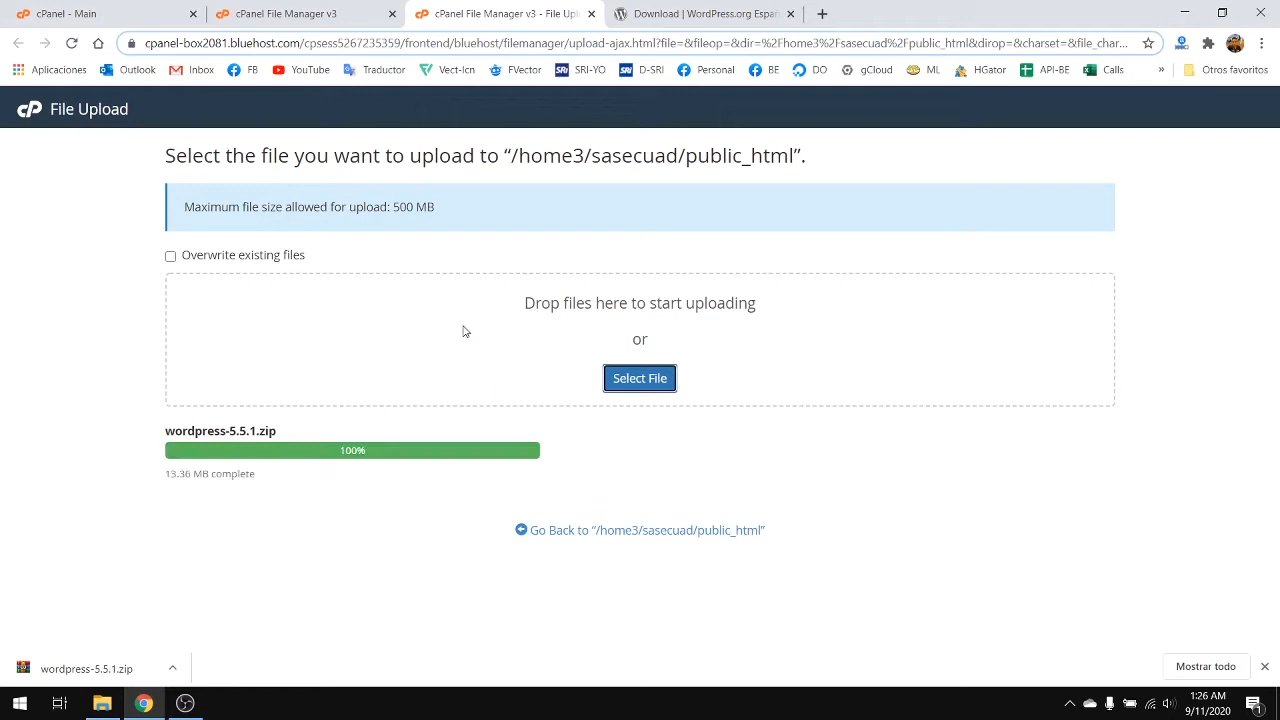 cPanel - Main
cPanel File Manager v3
cPanel File Manager v3 - File Upl
Download | WordPress.org Españ
cpanel-box2081.bluehost.com/cpsess5267235359/frontend/bluehost/filemanager/upload-ajax.html?file=&fileop=&dir=%2Fhome3%2Fsasecuad%2Fpublic_html&drop=&charset=&file_char...
Aplicaciones Outlook Inbox FB YouTube Traductor Vect-Icn FVector SRI-YO D-SRI Personal BE DO gCloud ML HGator API-BE Calls » Otros favoritos
cP File Upload
Select the file you want to upload to “/home3/sasecuad/public_html”.
Maximum file size allowed for upload: 500 MB
Overwrite existing files
Drop files here to start uploading
or
Select File
wordpress-5.5.1.zip
100%
13.36 MB complete
Go Back to “/home3/sasecuad/public_html”
wordpress-5.5.1.zip
Mostrar todo
1:26 AM
9/11/2020